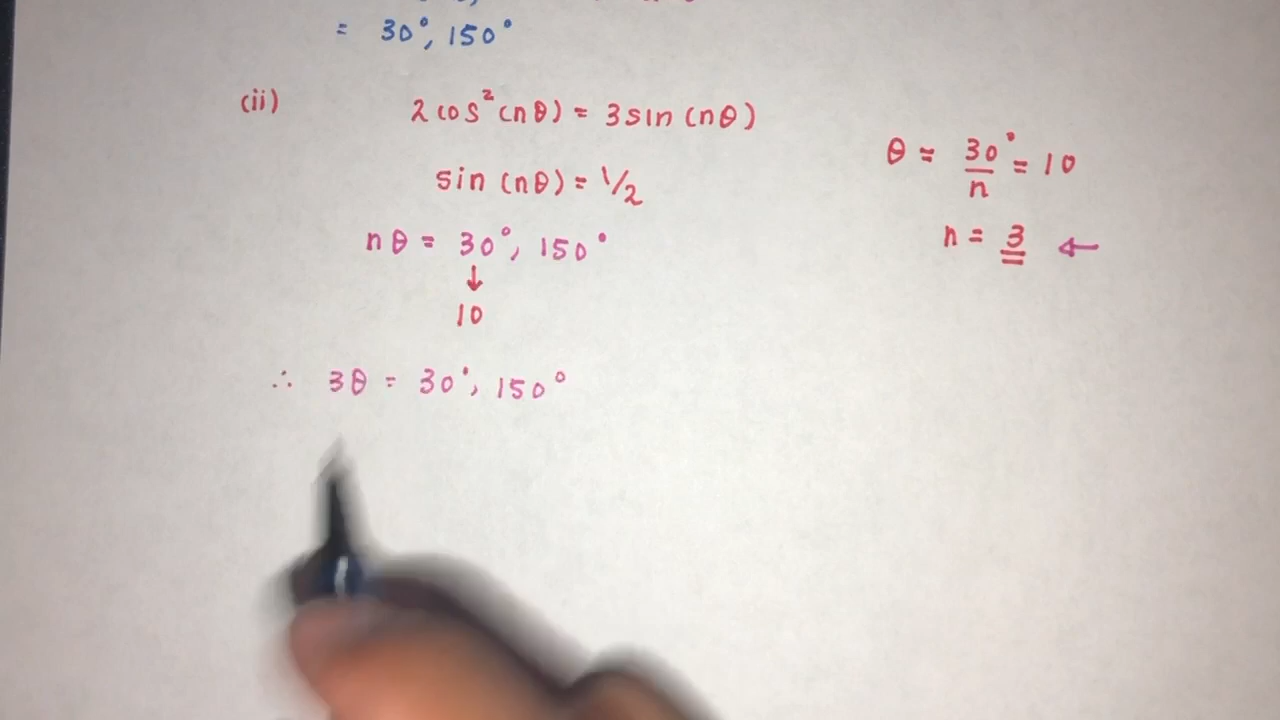 = 30°, 150°
(ii) 2cos²(nθ) = 3sin(nθ)
sin(nθ) = 1/2
nθ = 30°, 150°
↓
10
∴ 3θ = 30°, 150°
θ = 30°/n = 10
n = 3 ←